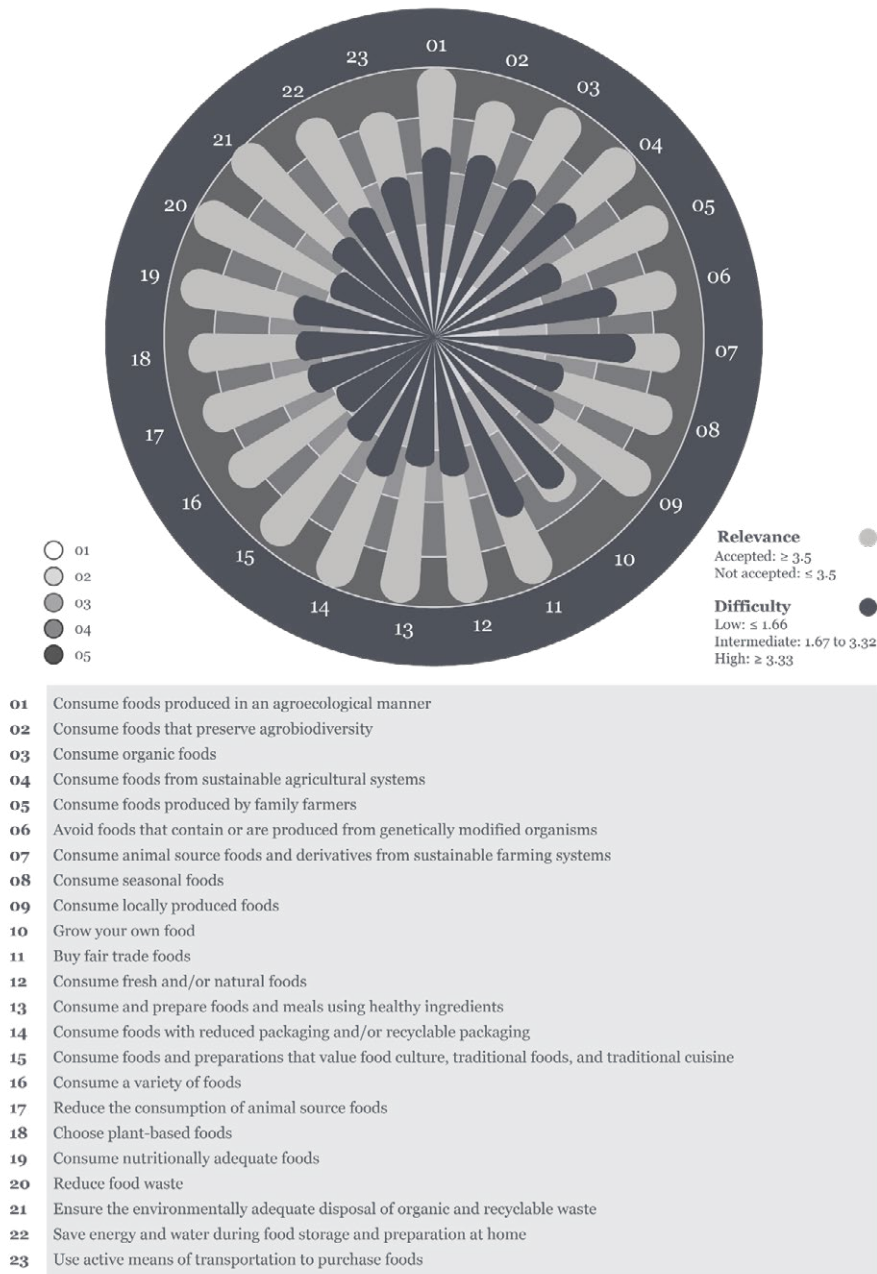 01
02
03
04
05
06
07
08
09
10
11
12
13
14
15
16
17
18
19
20
21
22
23
01
02
03
04
05
Relevance
Accepted: ≥ 3.5
Not accepted: ≤ 3.5
Difficulty
Low: ≤ 1.66
Intermediate: 1.67 to 3.32
High: ≥ 3.33
01 Consume foods produced in an agroecological manner
02 Consume foods that preserve agrobiodiversity
03 Consume organic foods
04 Consume foods from sustainable agricultural systems
05 Consume foods produced by family farmers
06 Avoid foods that contain or are produced from genetically modified organisms
07 Consume animal source foods and derivatives from sustainable farming systems
08 Consume seasonal foods
09 Consume locally produced foods
10 Grow your own food
11 Buy fair trade foods
12 Consume fresh and/or natural foods
13 Consume and prepare foods and meals using healthy ingredients
14 Consume foods with reduced packaging and/or recyclable packaging
15 Consume foods and preparations that value food culture, traditional foods, and traditional cuisine
16 Consume a variety of foods
17 Reduce the consumption of animal source foods
18 Choose plant-based foods
19 Consume nutritionally adequate foods
20 Reduce food waste
21 Ensure the environmentally adequate disposal of organic and recyclable waste
22 Save energy and water during food storage and preparation at home
23 Use active means of transportation to purchase foods